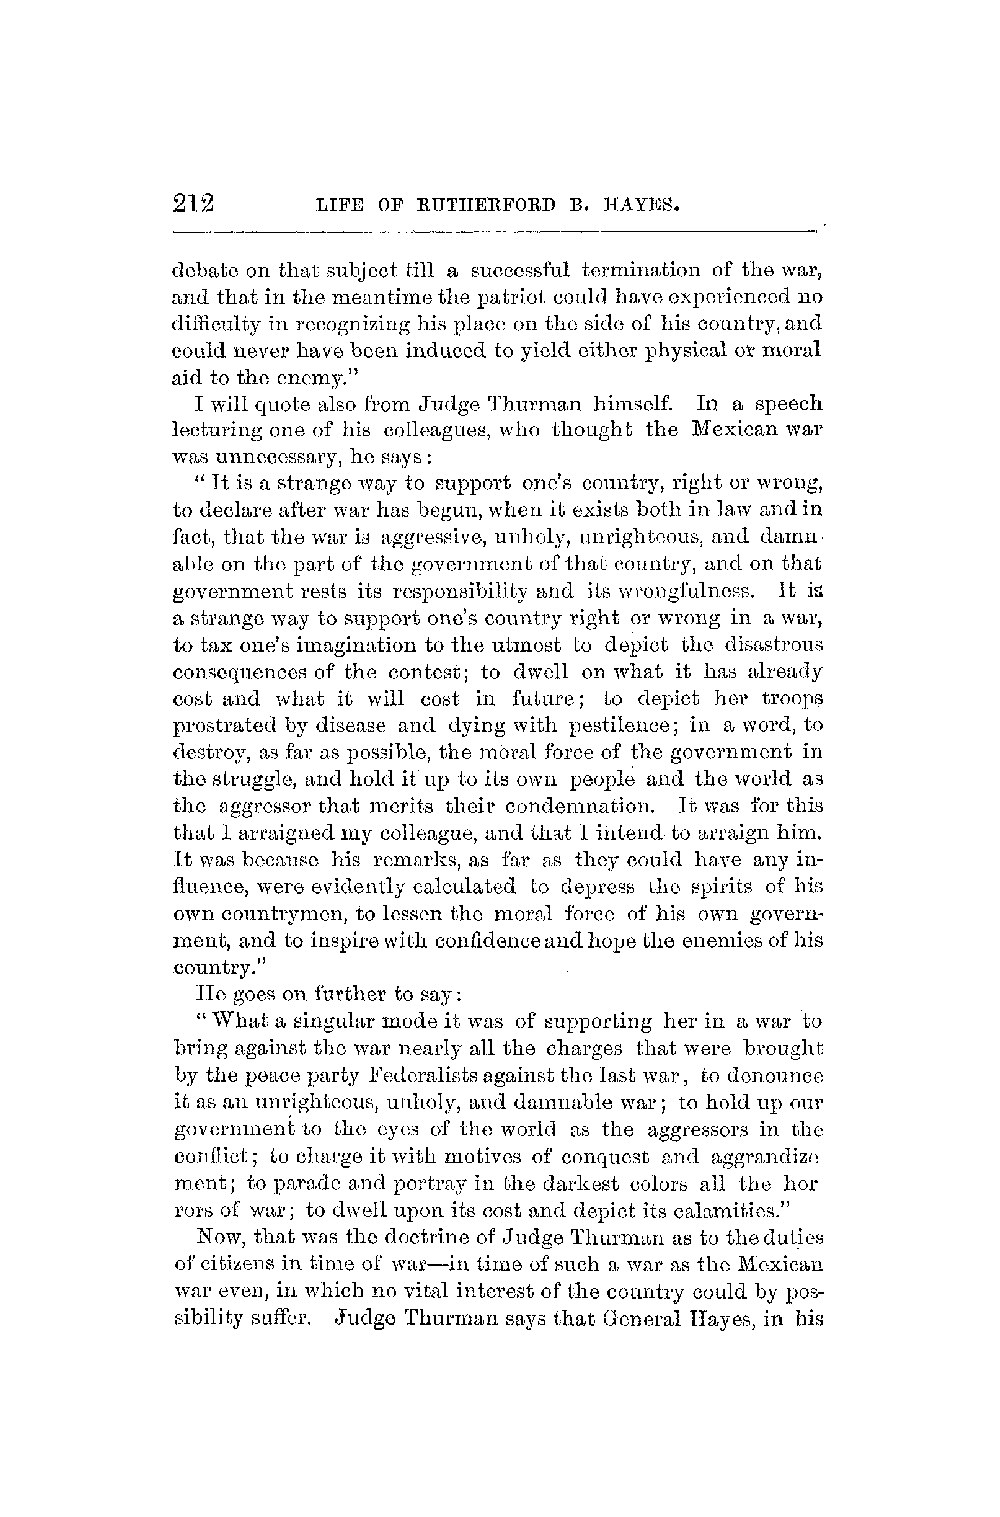 212 LIFE OF RUTHERFORD B. HAYES.
debate on that subject till a successful termination of the war,
and that in the meantime the patriot could have experienced no
difficulty in recognizing his place on the side of his country, and
could never have been induced to yield either physical or moral
aid to the enemy."
I will quote also from Judge Thurman himself. In a speech
lecturing one of his colleagues, who thought the Mexican war
was unnecessary, he says:
"It is a strange way to support one's country, right or wrong,
to declare after war has begun, when it exists both in law and in
fact, that the war is aggressive, unholy, unrighteous, and damn-
able on the part of the government of that country, and on that
government rests its responsibility and its wrongfulness. It is
a strange way to support one's country right or wrong in a war,
to tax one's imagination to the utmost to depict the disastrous
consequences of the contest; to dwell on what it has already
cost and what it will cost in future; to depict her troops
prostrated by disease and dying with pestilence; in a word, to
destroy, as far as possible, the moral force of the government in
the struggle, and hold it up to its own people and the world as
the aggressor that merits their condemnation. It was for this
that I arraigned my colleague, and that I intend to arraign him.
It was because his remarks, as far as they could have any in-
fluence, were evidently calculated to depress the spirits of his
own countrymen, to lessen the moral force of his own govern-
ment, and to inspire with confidence and hope the enemies of his
country."
He goes on further to say:
"What a singular mode it was of supporting her in a war to
bring against the war nearly all the charges that were brought
by the peace party Federalists against the last war, to denounce
it as an unrighteous, unholy, and damnable war; to hold up our
government to the eyes of the world as the aggressors in the
conflict; to charge it with motives of conquest and aggrandize
ment; to parade and portray in the darkest colors all the hor
rors of war; to dwell upon its cost and depict its calamities."
Now, that was the doctrine of Judge Thurman as to the duties
of citizens in time of war—in time of such a war as the Mexican
war even, in which no vital interest of the country could by pos-
sibility suffer. Judge Thurman says that General Hayes, in his